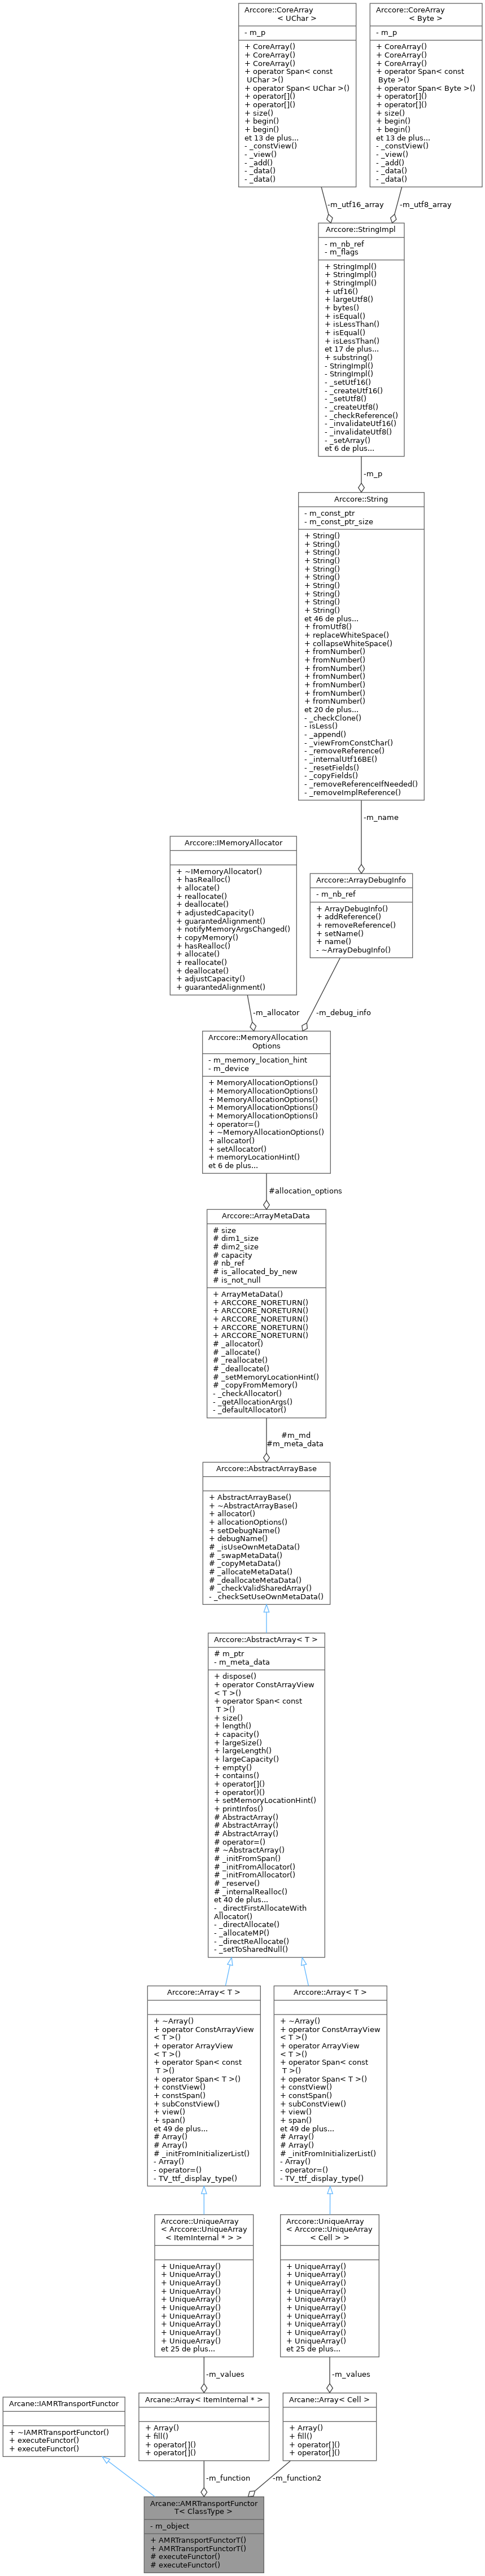 Arccore::CoreArray
< UChar >
- m_p
+ CoreArray()
+ CoreArray()
+ CoreArray()
+ operator Span< const
UChar >()
+ operator Span< UChar >()
+ operator[]()
+ operator[]()
+ size()
+ begin()
+ begin()
et 13 de plus...
- _constView()
- _view()
- _add()
- _data()
- _data()
Arccore::CoreArray
< Byte >
- m_p
+ CoreArray()
+ CoreArray()
+ CoreArray()
+ operator Span< const
Byte >()
+ operator Span< Byte >()
+ operator[]()
+ operator[]()
+ size()
+ begin()
+ begin()
et 13 de plus...
- _constView()
- _view()
- _add()
- _data()
- _data()
-m_utf16_array
-m_utf8_array
Arccore::StringImpl
- m_nb_ref
- m_flags
+ StringImpl()
+ StringImpl()
+ StringImpl()
+ utf16()
+ largeUtf8()
+ bytes()
+ isEqual()
+ isLessThan()
+ isEqual()
+ isLessThan()
et 17 de plus...
+ substring()
- StringImpl()
- StringImpl()
- _setUtf16()
- _createUtf16()
- _setUtf8()
- _createUtf8()
- _checkReference()
- _invalidateUtf16()
- _invalidateUtf8()
- _setArray()
et 6 de plus...
-m_p
Arccore::String
- m_const_ptr
- m_const_ptr_size
+ String()
+ String()
+ String()
+ String()
+ String()
+ String()
+ String()
+ String()
+ String()
+ String()
et 46 de plus...
+ fromUtf8()
+ replaceWhiteSpace()
+ collapseWhiteSpace()
+ fromNumber()
+ fromNumber()
+ fromNumber()
+ fromNumber()
+ fromNumber()
+ fromNumber()
+ fromNumber()
et 20 de plus...
- _checkClone()
- isLess()
- _append()
- _viewFromConstChar()
- _removeReference()
- _internalUtf16BE()
- _resetFields()
- _copyFields()
- _removeReferenceIfNeeded()
- _removeImplReference()
-m_name
Arccore::IMemoryAllocator
+ ~IMemoryAllocator()
+ hasRealloc()
+ allocate()
+ reallocate()
+ deallocate()
+ adjustedCapacity()
+ guarantedAlignment()
+ notifyMemoryArgsChanged()
+ copyMemory()
+ hasRealloc()
+ allocate()
+ reallocate()
+ deallocate()
+ adjustCapacity()
+ guarantedAlignment()
Arccore::ArrayDebugInfo
- m_nb_ref
+ ArrayDebugInfo()
+ addReference()
+ removeReference()
+ setName()
+ name()
- ~ArrayDebugInfo()
-m_allocator
-m_debug_info
Arccore::MemoryAllocation
Options
- m_memory_location_hint
- m_device
+ MemoryAllocationOptions()
+ MemoryAllocationOptions()
+ MemoryAllocationOptions()
+ MemoryAllocationOptions()
+ MemoryAllocationOptions()
+ operator=()
+ ~MemoryAllocationOptions()
+ allocator()
+ setAllocator()
+ memoryLocationHint()
et 6 de plus...
#allocation_options
Arccore::ArrayMetaData
# size
# dim1_size
# dim2_size
# capacity
# nb_ref
# is_allocated_by_new
# is_not_null
+ ArrayMetaData()
+ ARCCORE_NORETURN()
+ ARCCORE_NORETURN()
+ ARCCORE_NORETURN()
+ ARCCORE_NORETURN()
+ ARCCORE_NORETURN()
# _allocator()
# _allocate()
# _reallocate()
# _deallocate()
# _setMemoryLocationHint()
# _copyFromMemory()
- _checkAllocator()
- _getAllocationArgs()
- _defaultAllocator()
#m_md
#m_meta_data
Arccore::AbstractArrayBase
+ AbstractArrayBase()
+ ~AbstractArrayBase()
+ allocator()
+ allocationOptions()
+ setDebugName()
+ debugName()
# _isUseOwnMetaData()
# _swapMetaData()
# _copyMetaData()
# _allocateMetaData()
# _deallocateMetaData()
# _checkValidSharedArray()
- _checkSetUseOwnMetaData()
Arccore::AbstractArray< T >
# m_ptr
- m_meta_data
+ dispose()
+ operator ConstArrayView
< T >()
+ operator Span< const
T >()
+ size()
+ length()
+ capacity()
+ largeSize()
+ largeLength()
+ largeCapacity()
+ empty()
+ contains()
+ operator[]()
+ operator()()
+ setMemoryLocationHint()
+ printInfos()
# AbstractArray()
# AbstractArray()
# AbstractArray()
# operator=()
# ~AbstractArray()
# _initFromSpan()
# _initFromAllocator()
# _initFromAllocator()
# _reserve()
# _internalRealloc()
et 40 de plus...
- _directFirstAllocateWith
Allocator()
- _directAllocate()
- _allocateMP()
- _directReAllocate()
- _setToSharedNull()
Arccore::Array< T >
+ ~Array()
+ operator ConstArrayView
< T >()
+ operator ArrayView
< T >()
+ operator Span< const
T >()
+ operator Span< T >()
+ constView()
+ constSpan()
+ subConstView()
+ view()
+ span()
et 49 de plus...
# Array()
# Array()
# _initFromInitializerList()
- Array()
- operator=()
- TV_ttf_display_type()
Arccore::Array< T >
+ ~Array()
+ operator ConstArrayView
< T >()
+ operator ArrayView
< T >()
+ operator Span< const
T >()
+ operator Span< T >()
+ constView()
+ constSpan()
+ subConstView()
+ view()
+ span()
et 49 de plus...
# Array()
# Array()
# _initFromInitializerList()
- Array()
- operator=()
- TV_ttf_display_type()
Arccore::UniqueArray
< Arccore::UniqueArray
< ItemInternal * > >
+ UniqueArray()
+ UniqueArray()
+ UniqueArray()
+ UniqueArray()
+ UniqueArray()
+ UniqueArray()
+ UniqueArray()
+ UniqueArray()
+ UniqueArray()
+ UniqueArray()
et 25 de plus...
Arccore::UniqueArray
< Arccore::UniqueArray
< Cell > >
+ UniqueArray()
+ UniqueArray()
+ UniqueArray()
+ UniqueArray()
+ UniqueArray()
+ UniqueArray()
+ UniqueArray()
+ UniqueArray()
+ UniqueArray()
+ UniqueArray()
et 25 de plus...
-m_values
-m_values
Arcane::IAMRTransportFunctor
+ ~IAMRTransportFunctor()
+ executeFunctor()
+ executeFunctor()
Arcane::Array< ItemInternal * >
+ Array()
+ fill()
+ operator[]()
+ operator[]()
Arcane::Array< Cell >
+ Array()
+ fill()
+ operator[]()
+ operator[]()
-m_function
-m_function2
Arcane::AMRTransportFunctor
T< ClassType >
- m_object
+ AMRTransportFunctorT()
+ AMRTransportFunctorT()
# executeFunctor()
# executeFunctor()